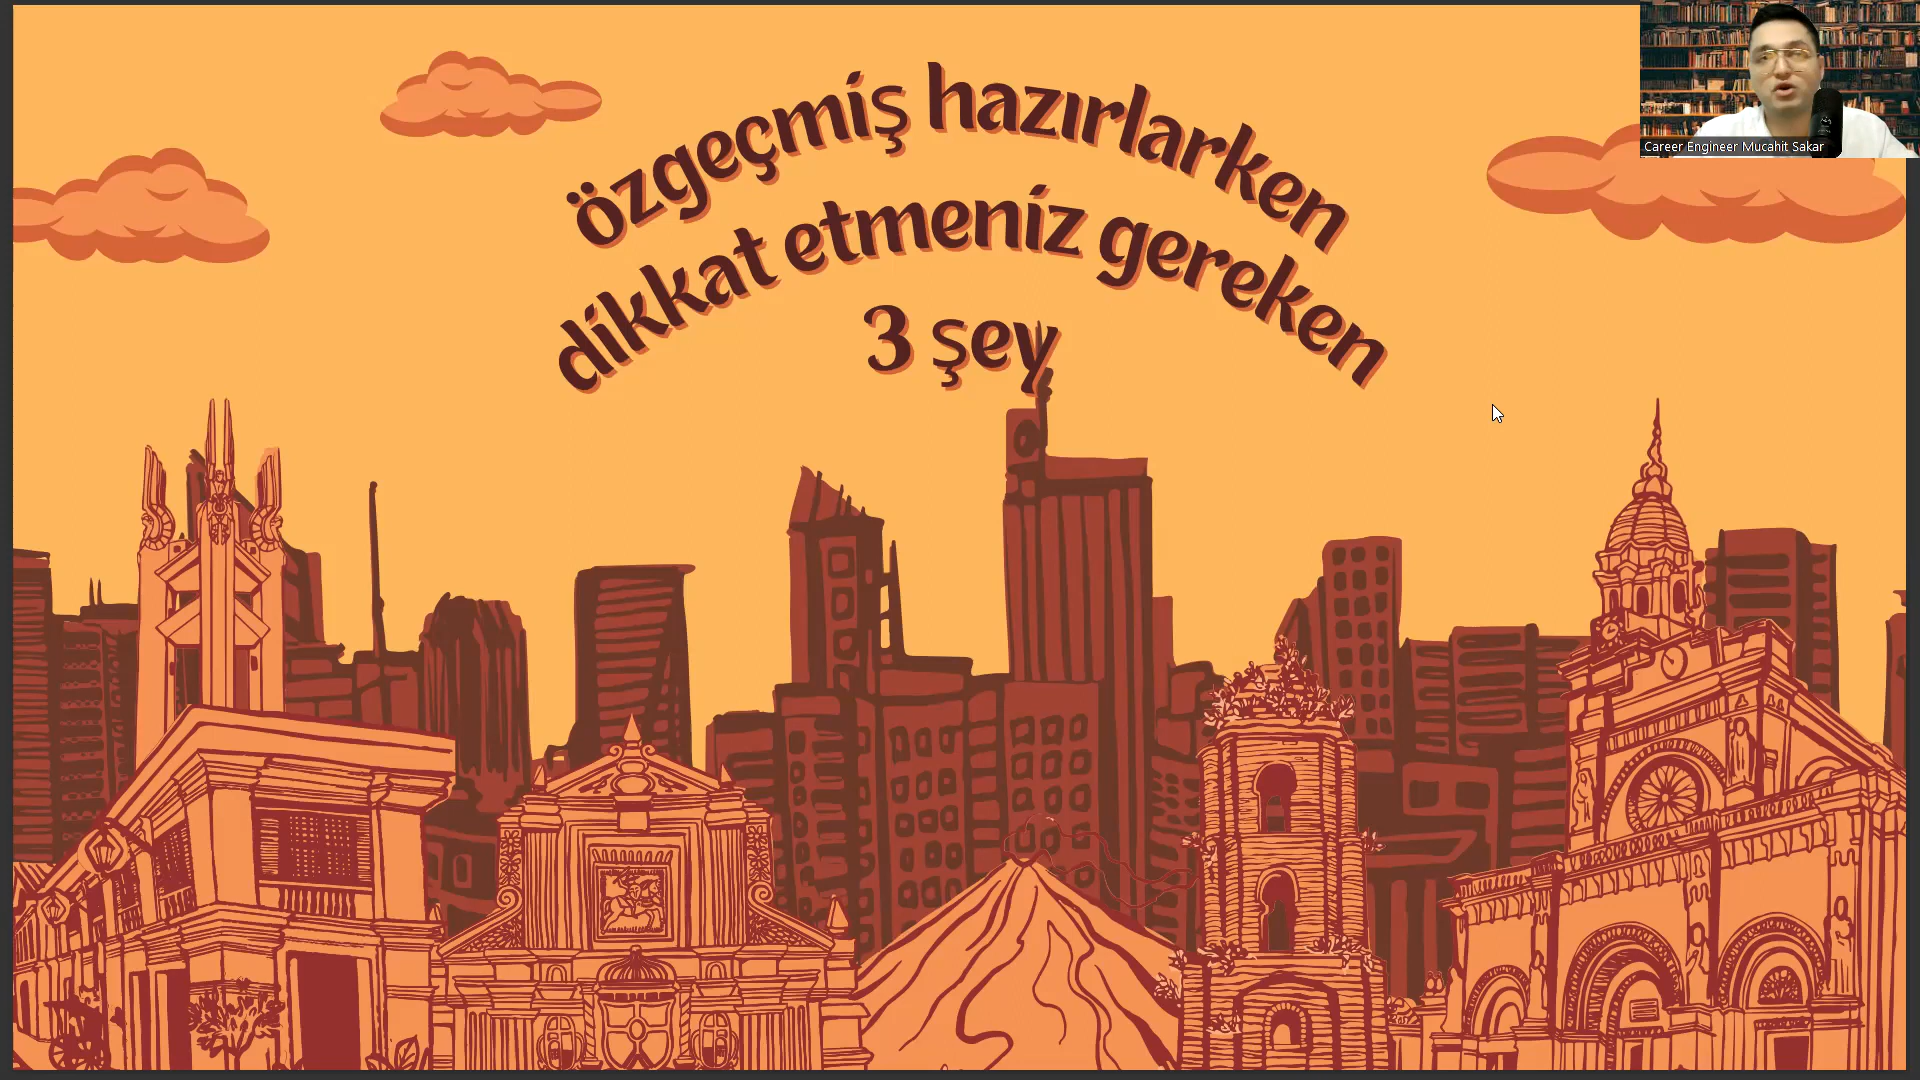 özgeçmiş hazırlarken
dikkat etmeniz gereken
3 şey
Career Engineer Mucahit Sakar